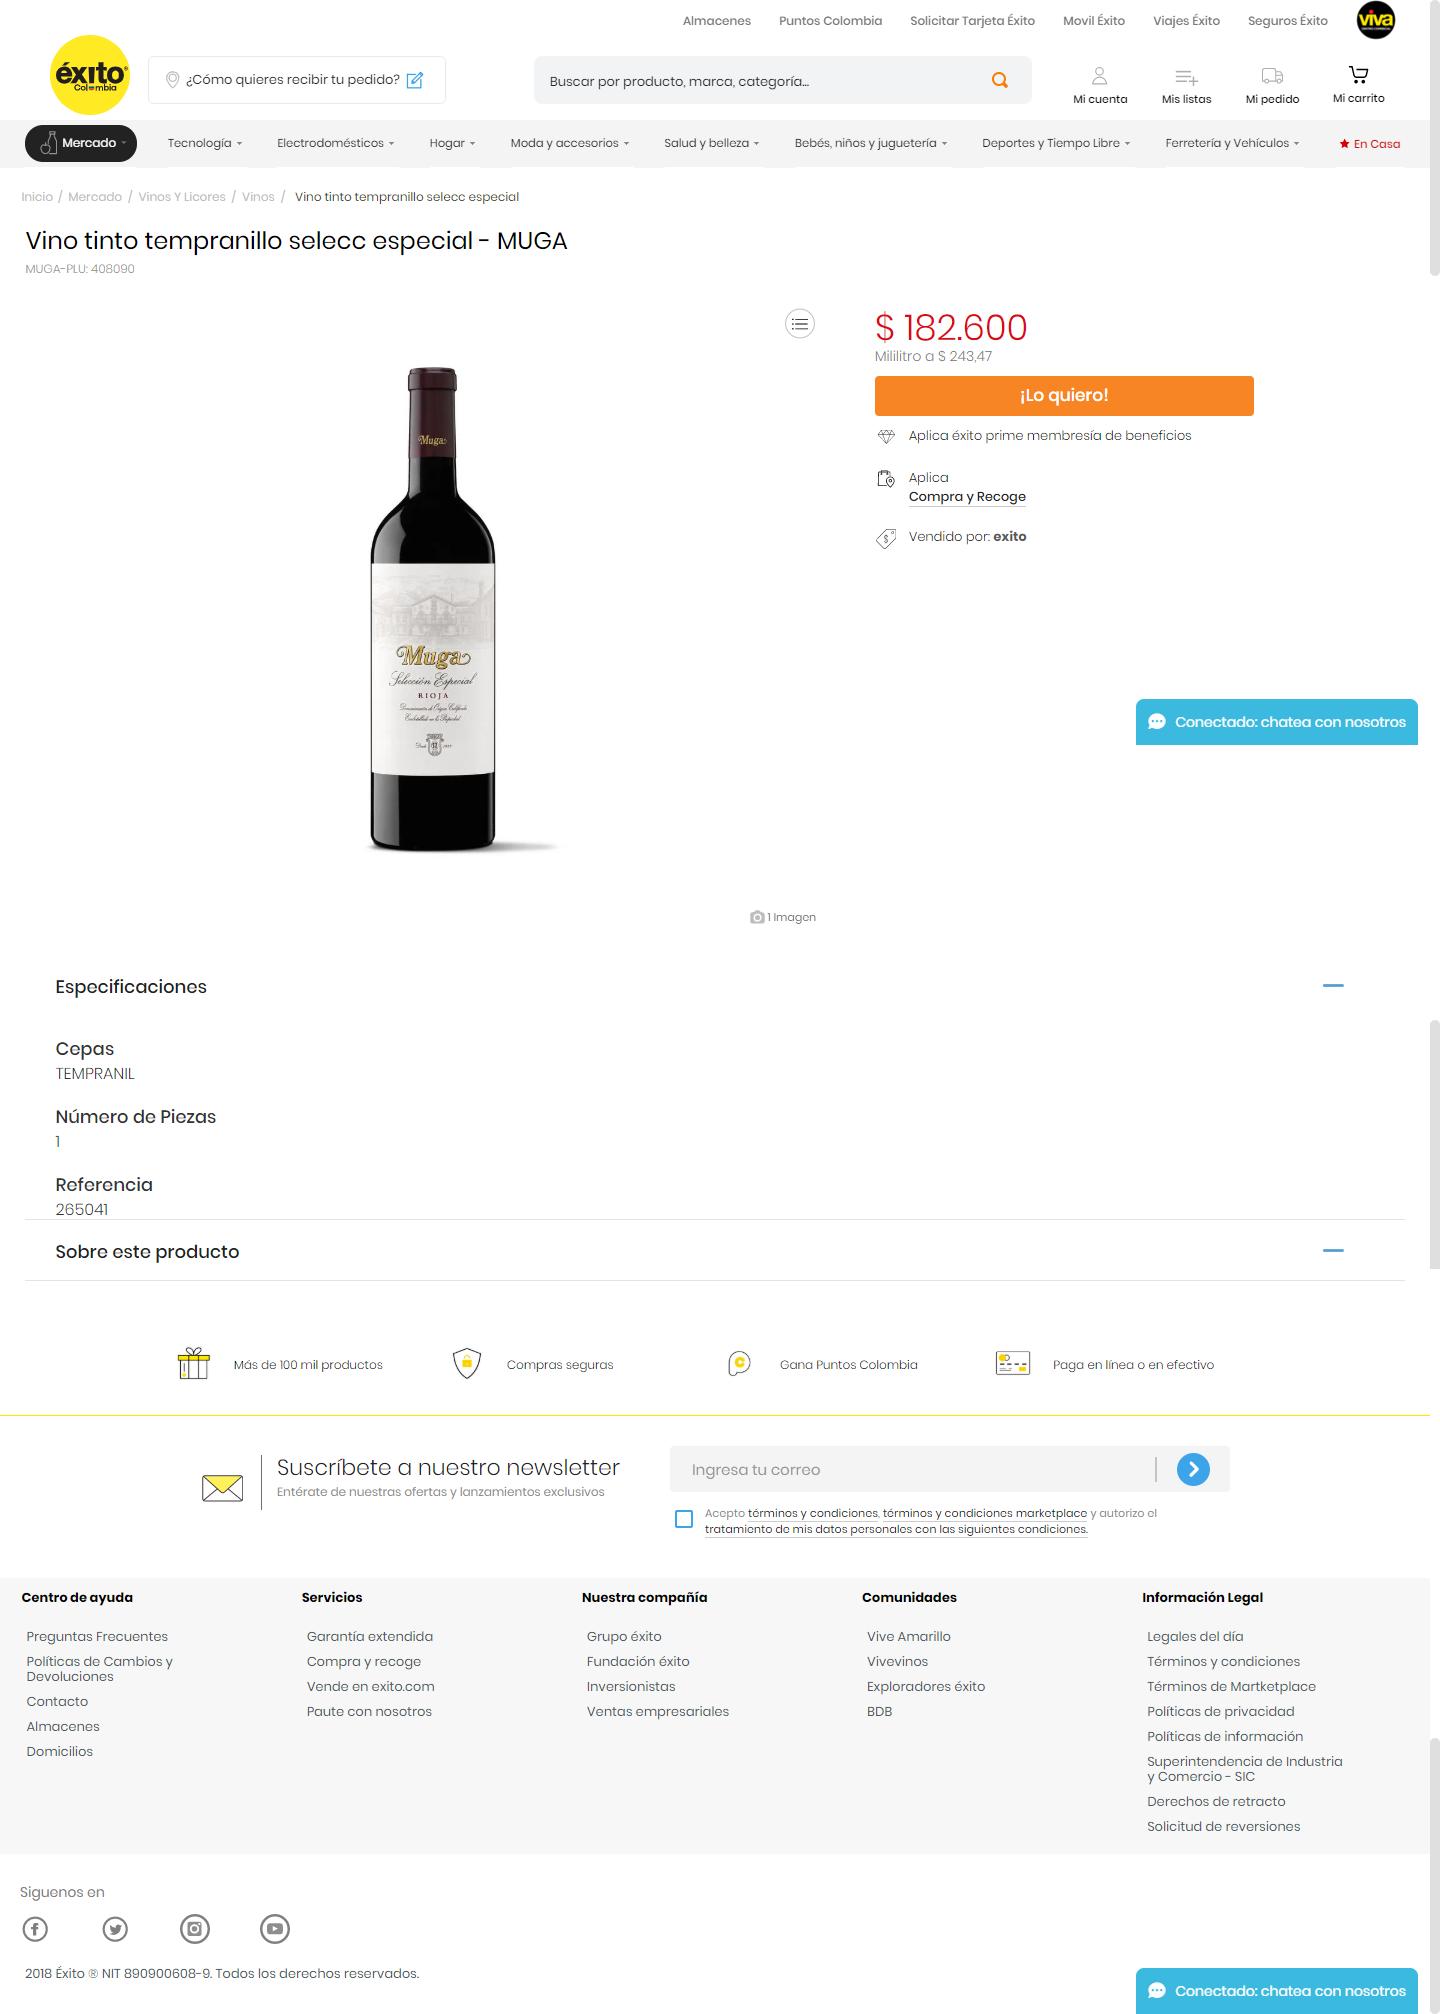 Almacenes Puntos Colombia Solicitar Tarjeta Éxito Movil Éxito Viajes Éxito Seguros Éxito viva
éxito
Colombia
¿Cómo quieres recibir tu pedido?
Buscar por producto, marca, categoría...
Mi cuenta Mis listas Mi pedido Mi carrito
Mercado Tecnología Electrodomésticos Hogar Moda y accesorios Salud y belleza Bebés, niños y juguetería Deportes y Tiempo Libre Ferretería y Vehículos En Casa
Inicio / Mercado / Vinos Y Licores / Vinos / Vino tinto tempranillo selecc especial
Vino tinto tempranillo selecc especial - MUGA
MUGA-PLU: 408090
$ 182.600
Mililitro a $ 243,47
¡Lo quiero!
Aplica éxito prime membresía de beneficios
Aplica
Compra y Recoge
Vendido por: exito
Muga
Muga
Selección Especial
RIOJA
Denominación de Origen Calificada
Embotellado en la Propiedad
Conectado: chatea con nosotros
1 Imagen
Especificaciones
Cepas
TEMPRANIL
Número de Piezas
1
Referencia
265041
Sobre este producto
Más de 100 mil productos Compras seguras Gana Puntos Colombia Paga en línea o en efectivo
Suscríbete a nuestro newsletter
Entérate de nuestras ofertas y lanzamientos exclusivos
Ingresa tu correo
Acepto términos y condiciones, términos y condiciones marketplace y autorizo el
tratamiento de mis datos personales con las siguientes condiciones.
Centro de ayuda
Preguntas Frecuentes
Políticas de Cambios y
Devoluciones
Contacto
Almacenes
Domicilios
Servicios
Garantía extendida
Compra y recoge
Vende en exito.com
Paute con nosotros
Nuestra compañía
Grupo éxito
Fundación éxito
Inversionistas
Ventas empresariales
Comunidades
Vive Amarillo
Vivevinos
Exploradores éxito
BDB
Información Legal
Legales del día
Términos y condiciones
Términos de Martketplace
Políticas de privacidad
Políticas de información
Superintendencia de Industria
y Comercio - SIC
Derechos de retracto
Solicitud de reversiones
Siguenos en
2018 Éxito ® NIT 890900608-9. Todos los derechos reservados.
Conectado: chatea con nosotros